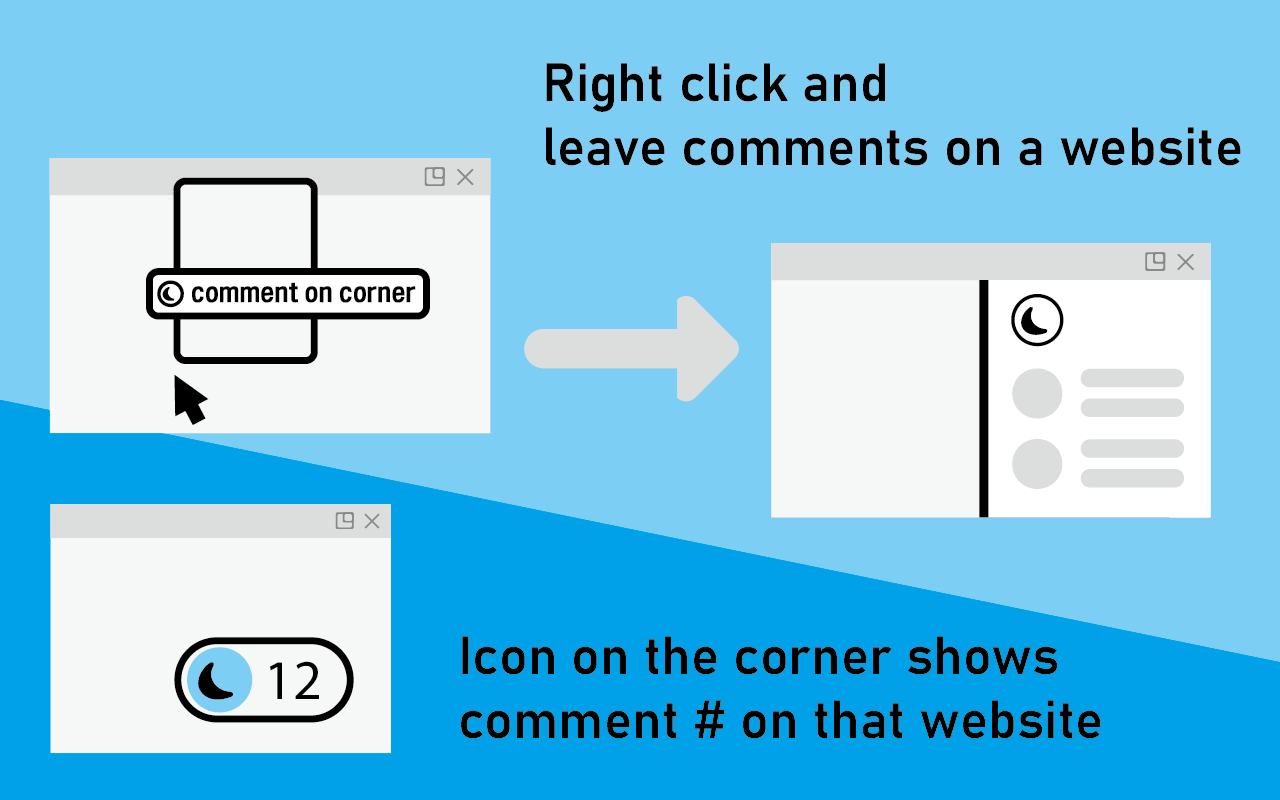 Right click and
leave comments on a website
comment on corner
12
Icon on the corner shows
comment # on that website